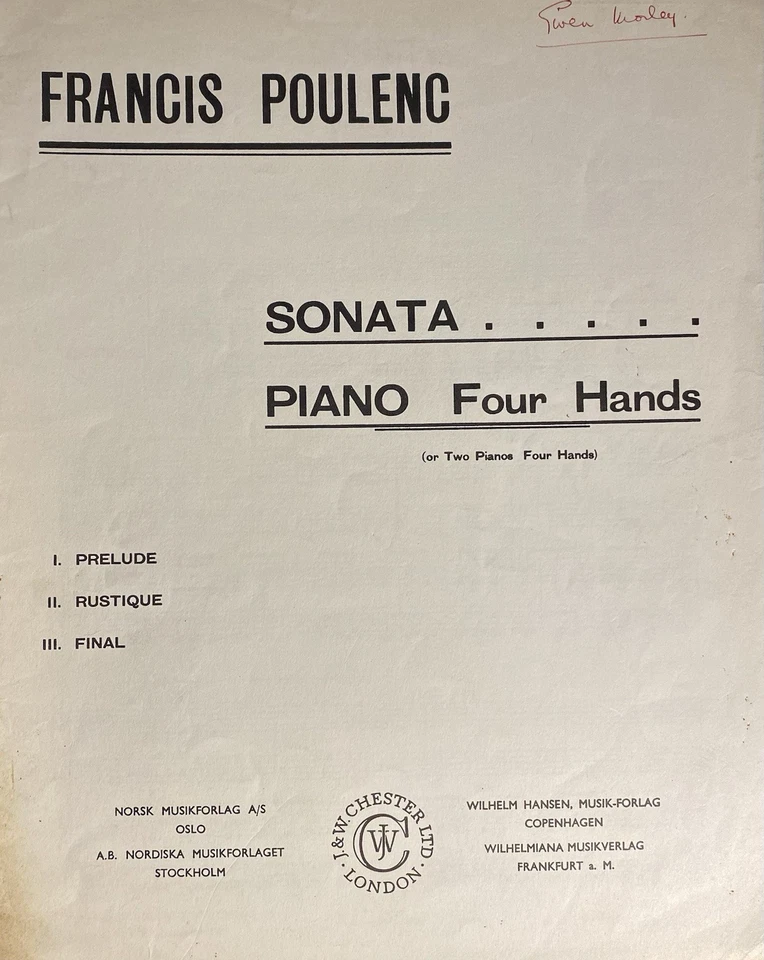 Gwen Morley.
FRANCIS POULENC
SONATA . . . . .
PIANO Four Hands
(or Two Pianos Four Hands)
I. PRELUDE
II. RUSTIQUE
III. FINAL
NORSK MUSIKFORLAG A/S
OSLO
A.B. NORDISKA MUSIKFORLAGET
STOCKHOLM
J. & W. CHESTER LTD
· LONDON ·
JWC
WILHELM HANSEN, MUSIK-FORLAG
COPENHAGEN
WILHELMIANA MUSIKVERLAG
FRANKFURT a. M.